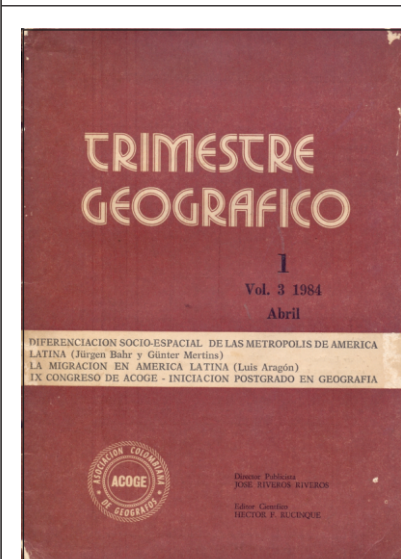 TRIMESTRE
GEOGRAFICO
1
Vol. 3 1984
Abril
DIFERENCIACION SOCIO-ESPACIAL DE LAS METROPOLIS DE AMERICA
LATINA (Jürgen Bahr y Günter Mertins)
LA MIGRACION EN AMERICA LATINA (Luis Aragón)
IX CONGRESO DE ACOGE - INICIACION POSTGRADO EN GEOGRAFIA
ASOCIACION COLOMBIANA
ACOGE
DE GEOGRAFOS
Director Publicista
JOSE RIVEROS RIVEROS
Editor Científico
HECTOR F. RUCINQUE